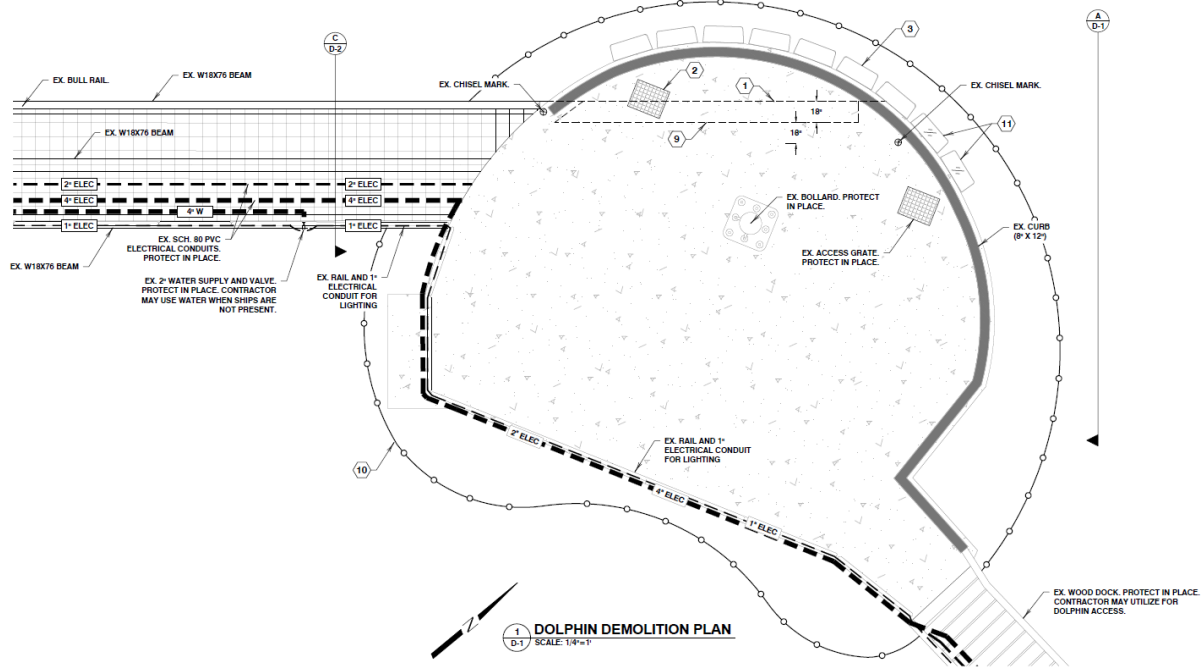 A
D-1
C
D-2
3
EX. BULL RAIL.
EX. W18X76 BEAM
2
EX. CHISEL MARK.
1
EX. CHISEL MARK.
18"
11
EX. W18X76 BEAM
18"
9
2" ELEC
2" ELEC
4" ELEC
4" ELEC
4" W
1" ELEC
1" ELEC
EX. BOLLARD. PROTECT
IN PLACE.
EX. CURB
(8" X 12")
EX. SCH. 80 PVC
ELECTRICAL CONDUITS.
PROTECT IN PLACE.
EX. ACCESS GRATE.
PROTECT IN PLACE.
EX. W18X76 BEAM
EX. 2" WATER SUPPLY AND VALVE.
PROTECT IN PLACE. CONTRACTOR
MAY USE WATER WHEN SHIPS ARE
NOT PRESENT.
EX. RAIL AND 1"
ELECTRICAL
CONDUIT FOR
LIGHTING
2" ELEC
EX. RAIL AND 1"
ELECTRICAL CONDUIT
FOR LIGHTING
10
4" ELEC
1" ELEC
EX. WOOD DOCK. PROTECT IN PLACE.
CONTRACTOR MAY UTILIZE FOR
DOLPHIN ACCESS.
N
1
D-1
DOLPHIN DEMOLITION PLAN
SCALE: 1/4"=1'